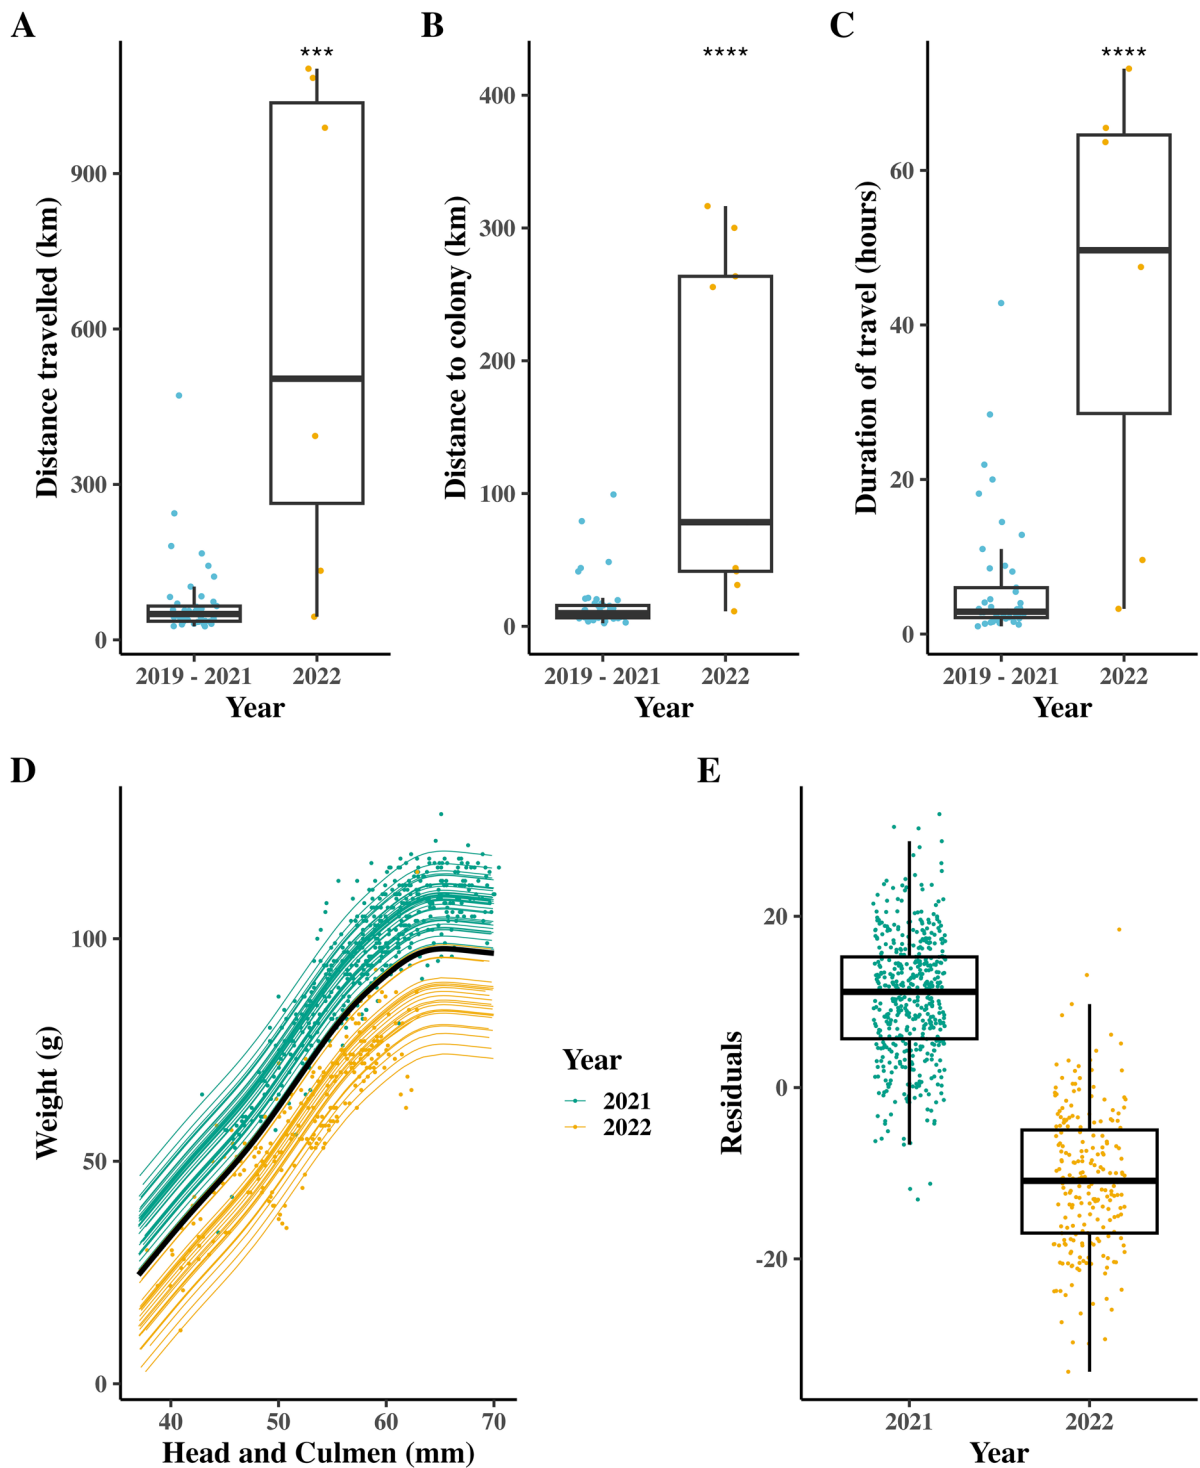 A
B
C
***
****
****
Distance travelled (km)
900
600
300
0
2019 - 2021
2022
Year
Distance to colony (km)
400
300
200
100
0
2019 - 2021
2022
Year
Duration of travel (hours)
60
40
20
0
2019 - 2021
2022
Year
D
E
Weight (g)
100
50
0
40
50
60
70
Head and Culmen (mm)
Year
2021
2022
Residuals
20
0
-20
2021
2022
Year